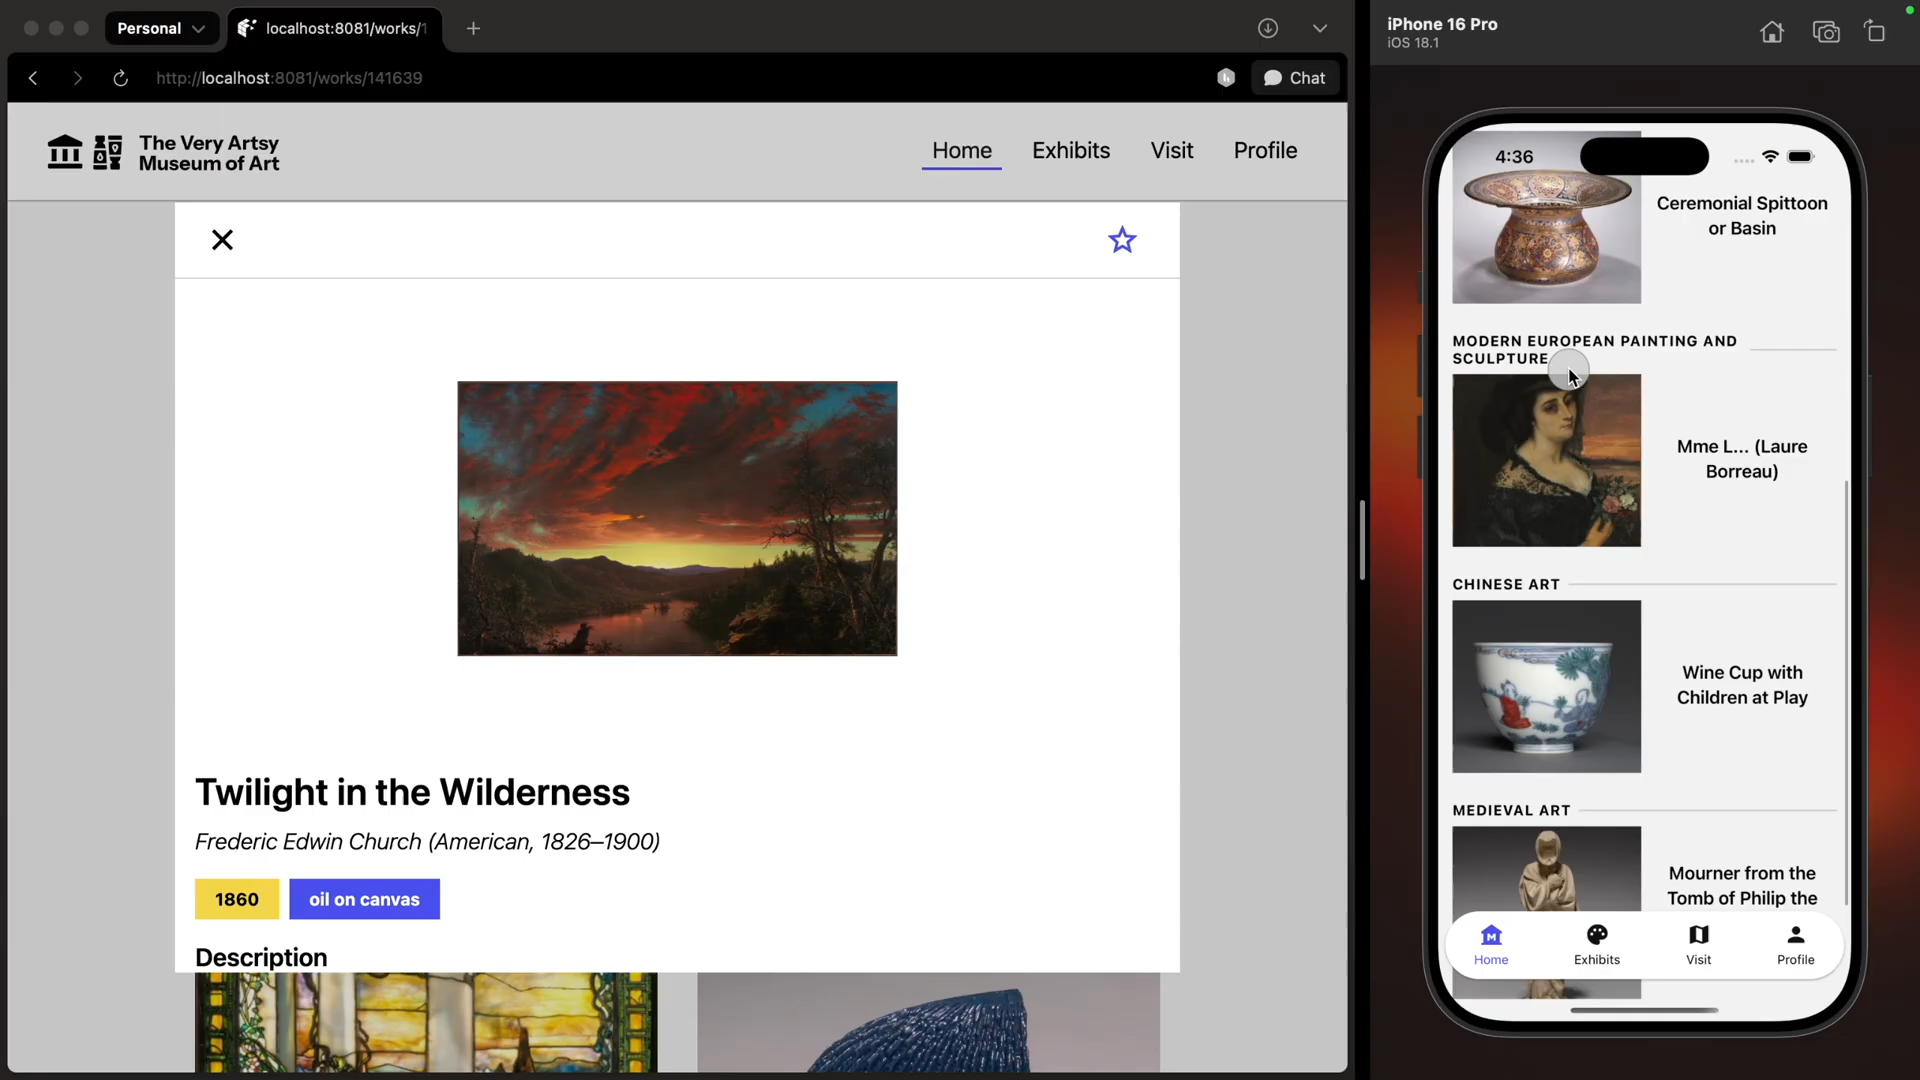 Personal
localhost:8081/works/1
http://localhost:8081/works/141639
Chat
The Very Artsy
Museum of Art
Home
Exhibits
Visit
Profile
Twilight in the Wilderness
Frederic Edwin Church (American, 1826–1900)
1860
oil on canvas
Description
iPhone 16 Pro
iOS 18.1
4:36
Ceremonial Spittoon
or Basin
MODERN EUROPEAN PAINTING AND
SCULPTURE
Mme L... (Laure
Borreau)
CHINESE ART
Wine Cup with
Children at Play
MEDIEVAL ART
Mourner from the
Tomb of Philip the
M
Home
Exhibits
Visit
Profile